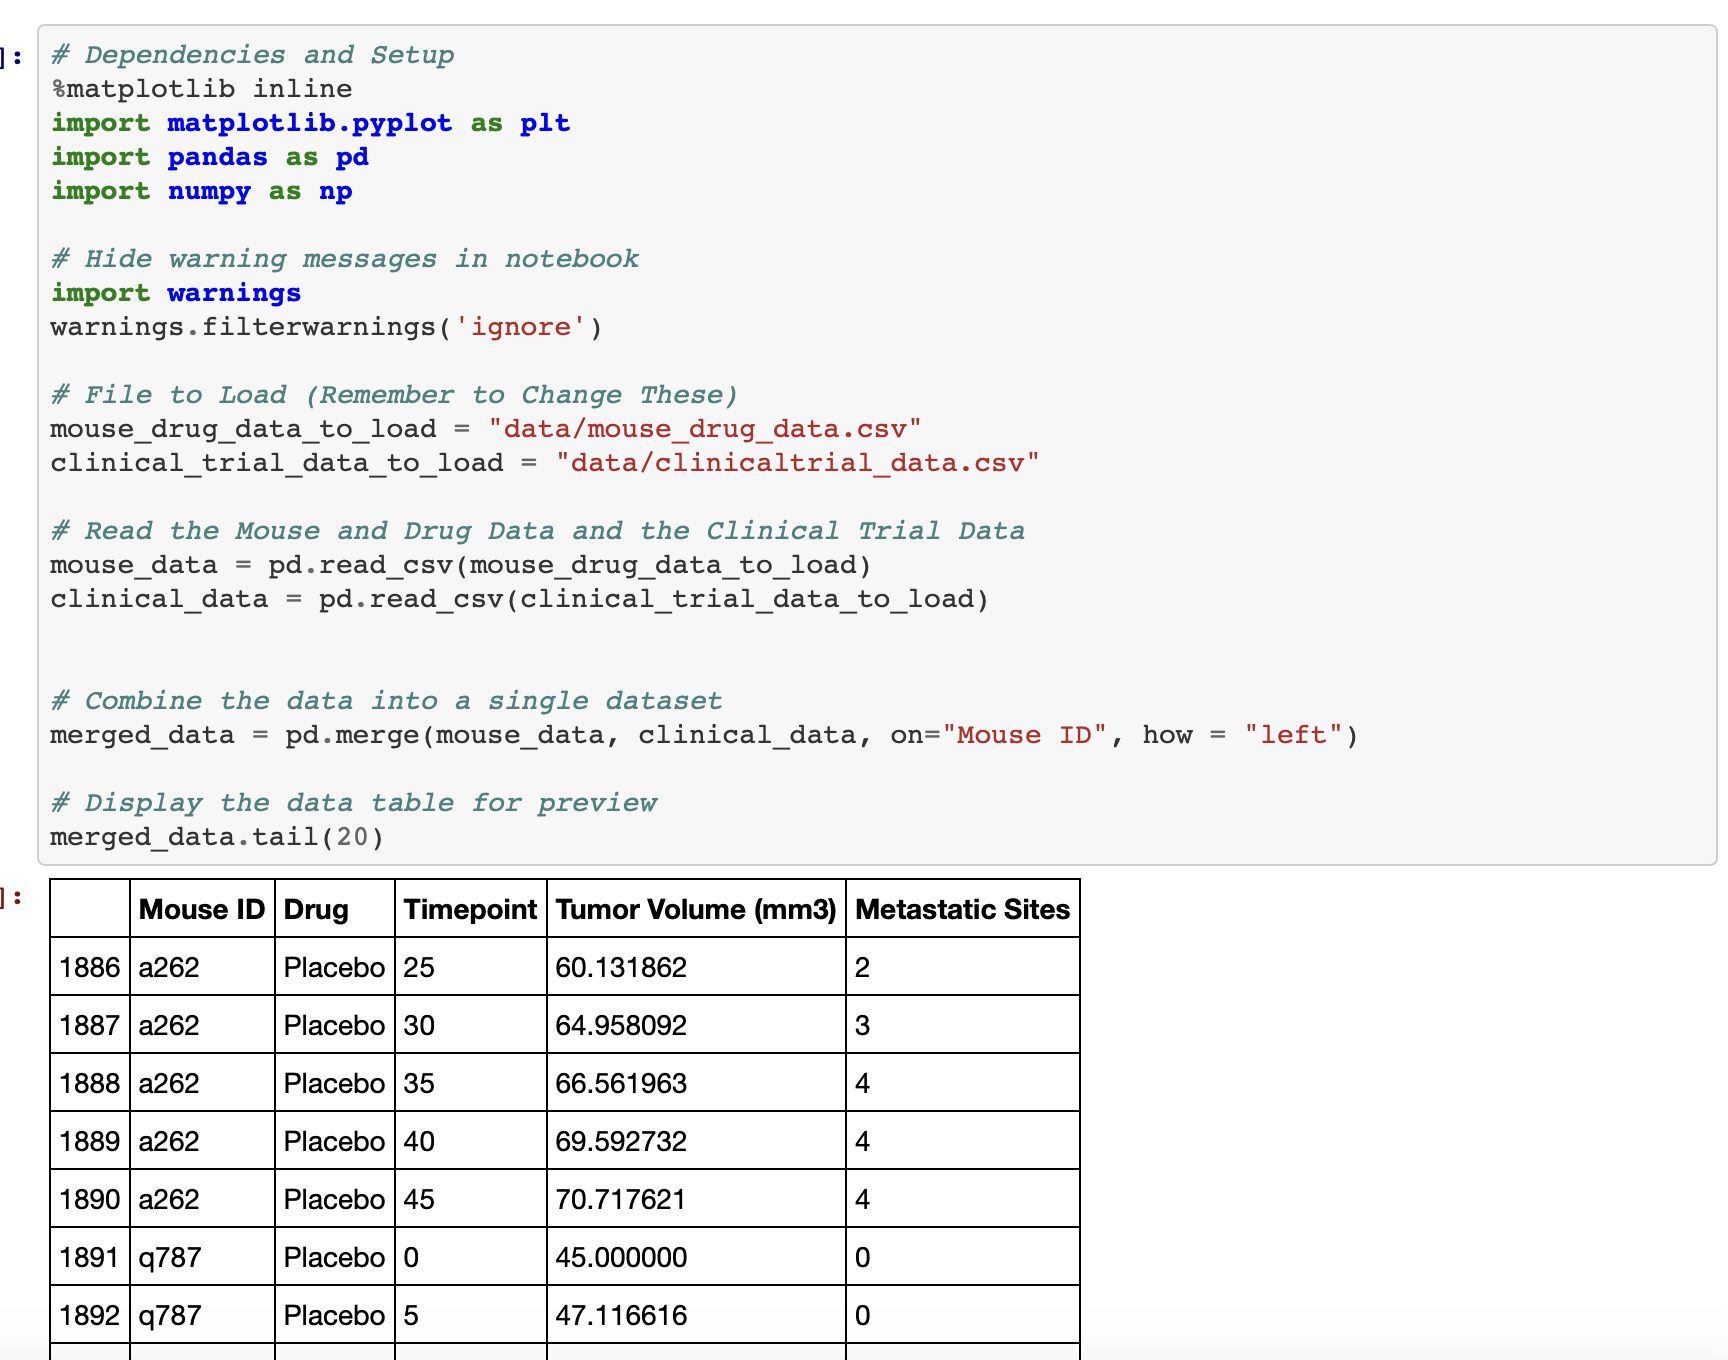 ]:
# Dependencies and Setup
%matplotlib inline
import matplotlib.pyplot as plt
import pandas as pd
import numpy as np
# Hide warning messages in notebook
import warnings
warnings.filterwarnings('ignore')
# File to Load (Remember to Change These)
mouse_drug_data_to_load = "data/mouse_drug_data.csv"
clinical_trial_data_to_load = "data/clinicaltrial_data.csv"
# Read the Mouse and Drug Data and the Clinical Trial Data
mouse_data = pd.read_csv(mouse_drug_data_to_load)
clinical_data = pd.read_csv(clinical_trial_data_to_load)
# Combine the data into a single dataset
merged_data = pd.merge(mouse_data, clinical_data, on="Mouse ID", how = "left")
# Display the data table for preview
merged_data.tail(20)
]:
Mouse ID Drug Timepoint Tumor Volume (mm3) Metastatic Sites
1886 a262 Placebo 25 60.131862 2
1887 a262 Placebo 30 64.958092 3
1888 a262 Placebo 35 66.561963 4
1889 a262 Placebo 40 69.592732 4
1890 a262 Placebo 45 70.717621 4
1891 q787 Placebo 0 45.000000 0
1892 q787 Placebo 5 47.116616 0